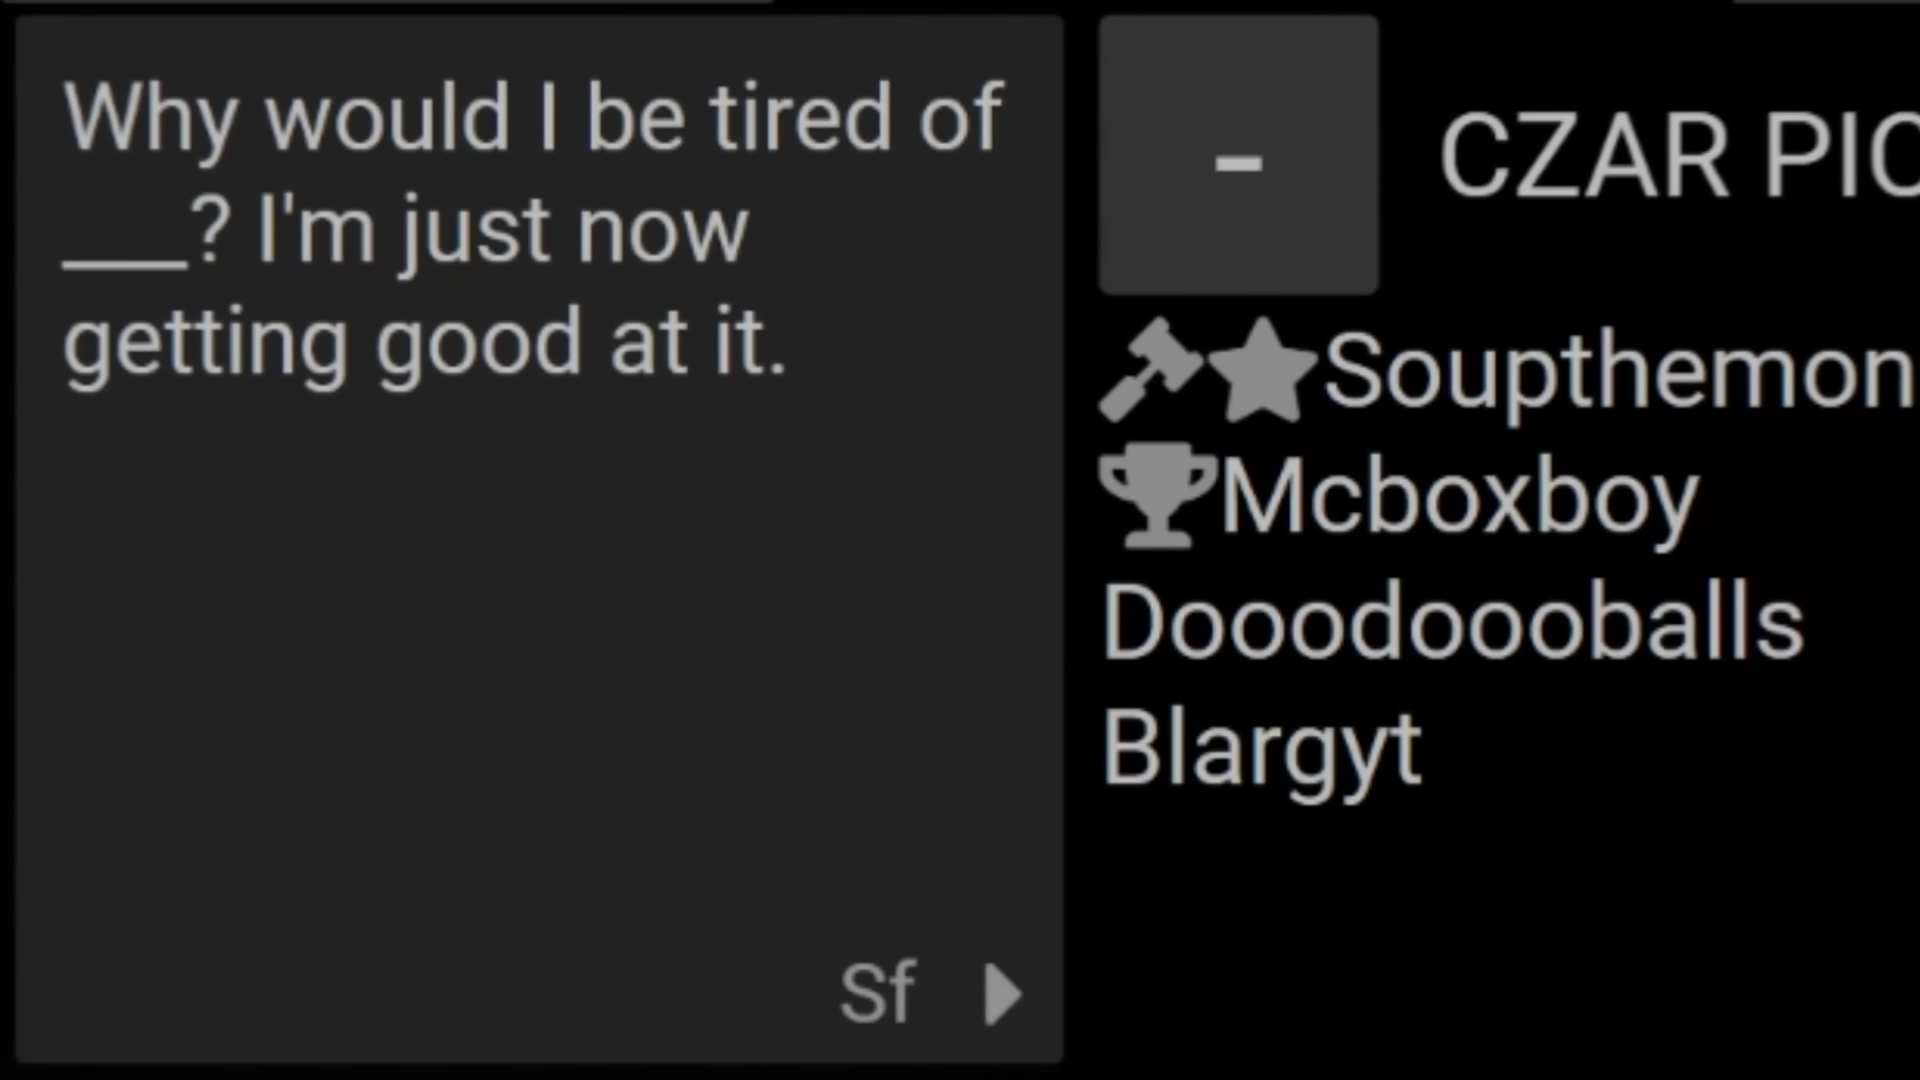 Why would I be tired of
___? I'm just now
getting good at it.
Sf
-
CZAR PIC
Soupthemon
Mcboxboy
Dooodoooballs
Blargyt